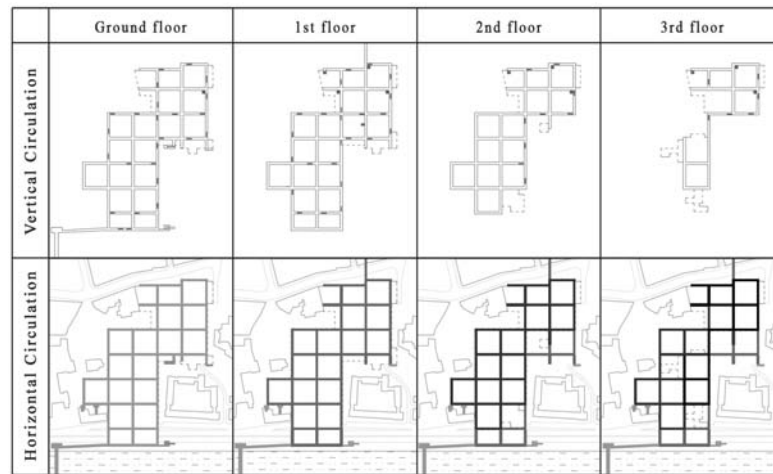 Ground floor
1st floor
2nd floor
3rd floor
Vertical Circulation
Horizontal Circulation